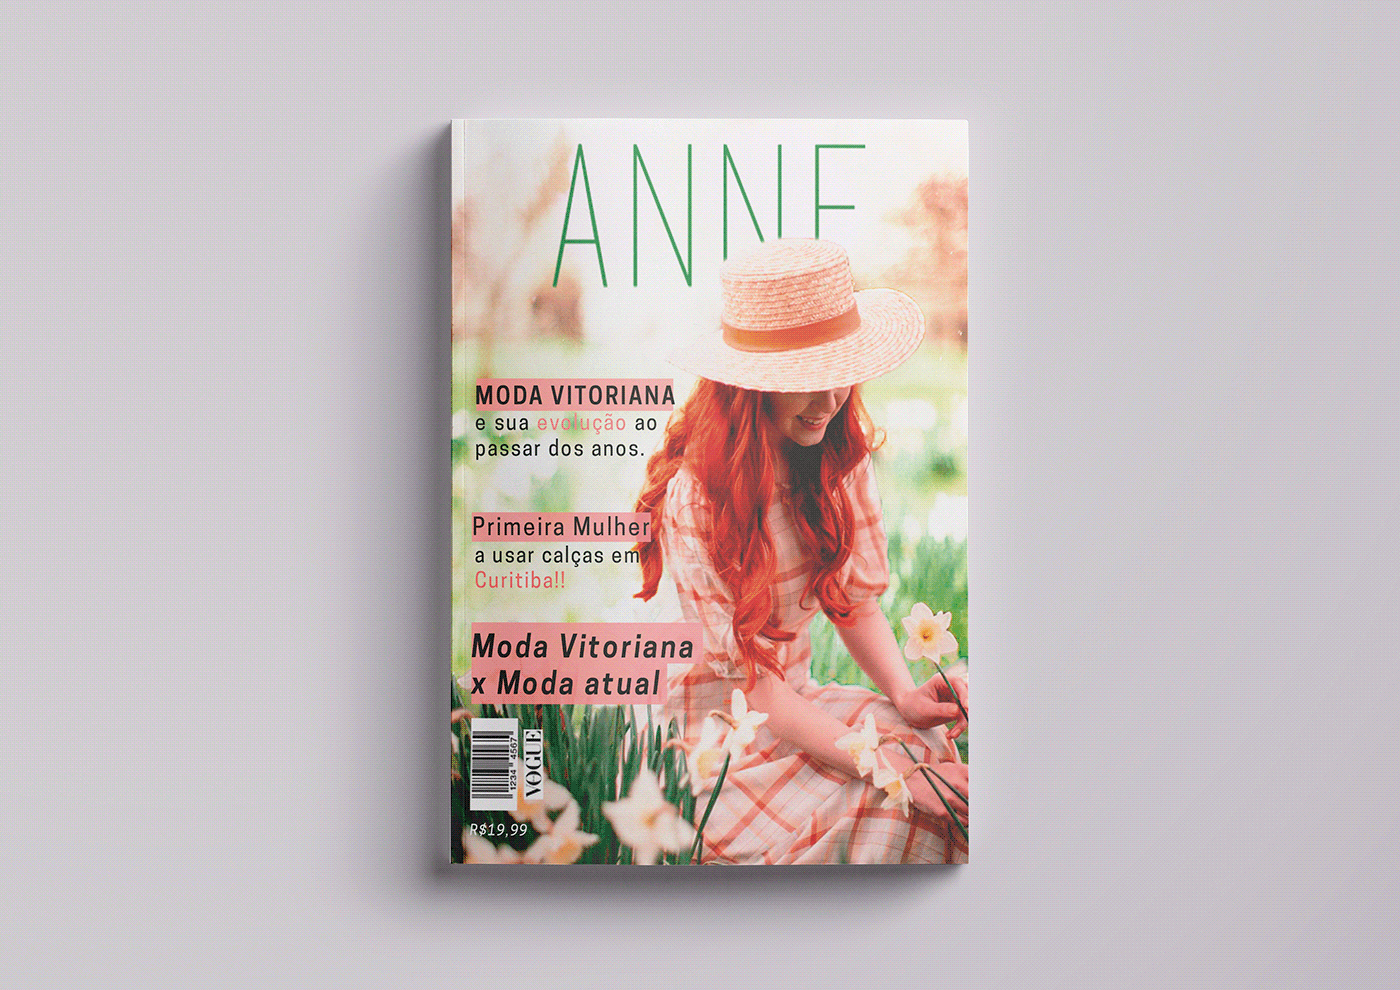 ANNE
MODA VITORIANA
e sua evolução ao
passar dos anos.
Primeira Mulher
a usar calças em
Curitiba!!
Moda Vitoriana
x Moda atual
1234 4567
VOGUE
R$19,99